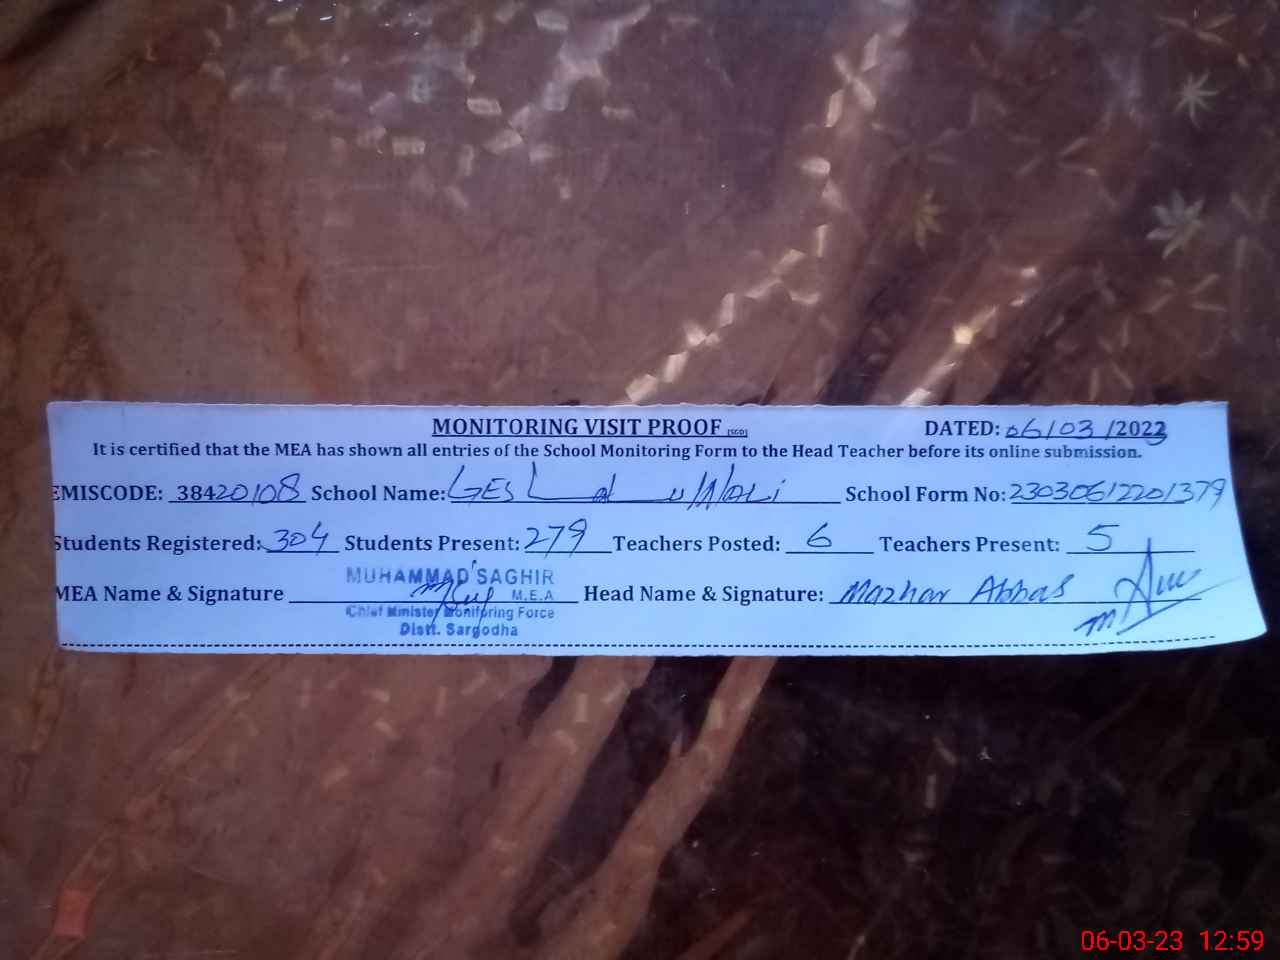 MONITORING VISIT PROOF [SGD] DATED: 06/03/2023
It is certified that the MEA has shown all entries of the School Monitoring Form to the Head Teacher before its online submission.
EMISCODE: 38420108 School Name: GES School Form No: 23030612201379
Students Registered: 304 Students Present: 279 Teachers Posted: 6 Teachers Present: 5
MUHAMMAD SAGHIR
MEA Name & Signature M.E.A Head Name & Signature: Mazhar Abbas
Chief Minister Monitoring Force
Distt. Sargodha
06-03-23 12:59